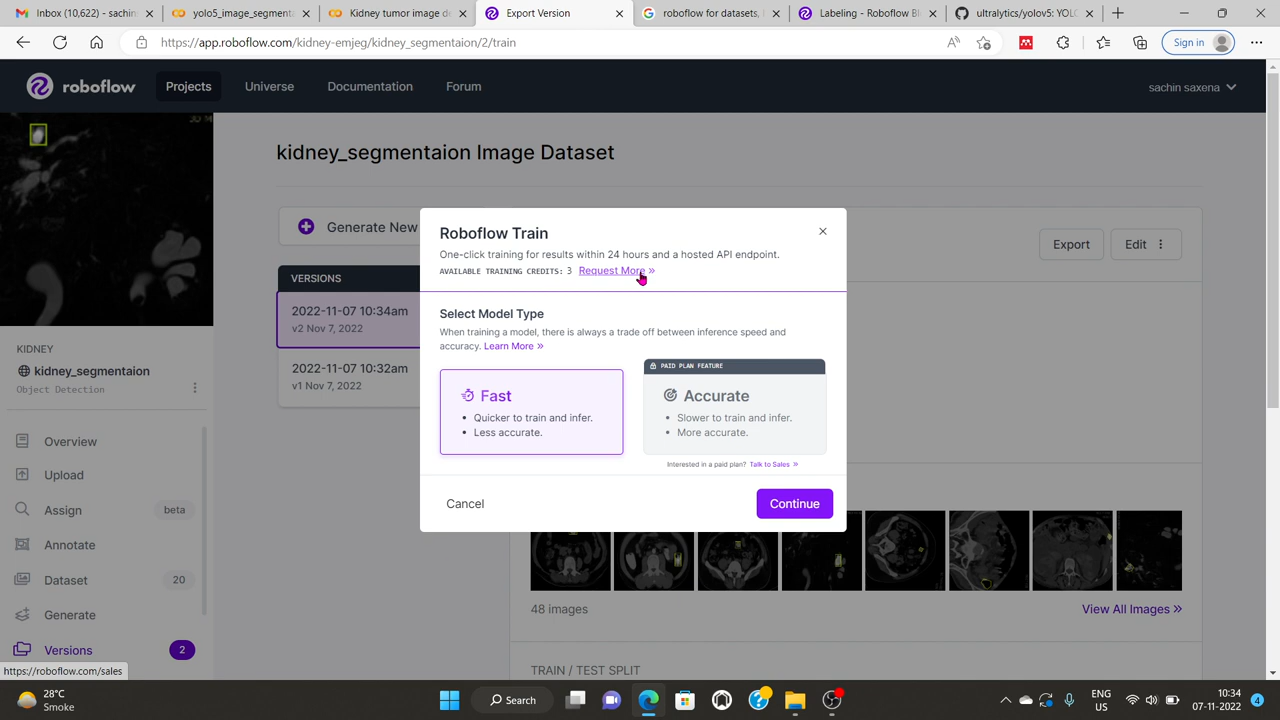 Inbox (10,622) - sachin
yolo5_image_segment
Kidney tumor image de
Export Version
roboflow for datasets,
Labeling - Roboflow Bl
ultralytics/yolov5: YOLO
https://app.roboflow.com/kidney-emjeg/kidney_segmentaion/2/train
Sign in
roboflow
Projects
Universe
Documentation
Forum
sachin saxena
kidney_segmentaion Image Dataset
Generate New
Export
Edit
VERSIONS
2022-11-07 10:34am
v2 Nov 7, 2022
2022-11-07 10:32am
v1 Nov 7, 2022
Roboflow Train
One-click training for results within 24 hours and a hosted API endpoint.
AVAILABLE TRAINING CREDITS: 3 Request More »
Select Model Type
When training a model, there is always a trade off between inference speed and
accuracy. Learn More »
Fast
• Quicker to train and infer.
• Less accurate.
PAID PLAN FEATURE
Accurate
• Slower to train and infer.
• More accurate.
Interested in a paid plan? Talk to Sales »
Cancel
Continue
KIDNEY
kidney_segmentaion
Object Detection
Overview
Upload
Assign beta
Annotate
Dataset 20
Generate
Versions 2
48 images
View All Images »
TRAIN / TEST SPLIT
https://roboflow.com/sales
28°C
Smoke
Search
ENG
US
10:34
07-11-2022
4